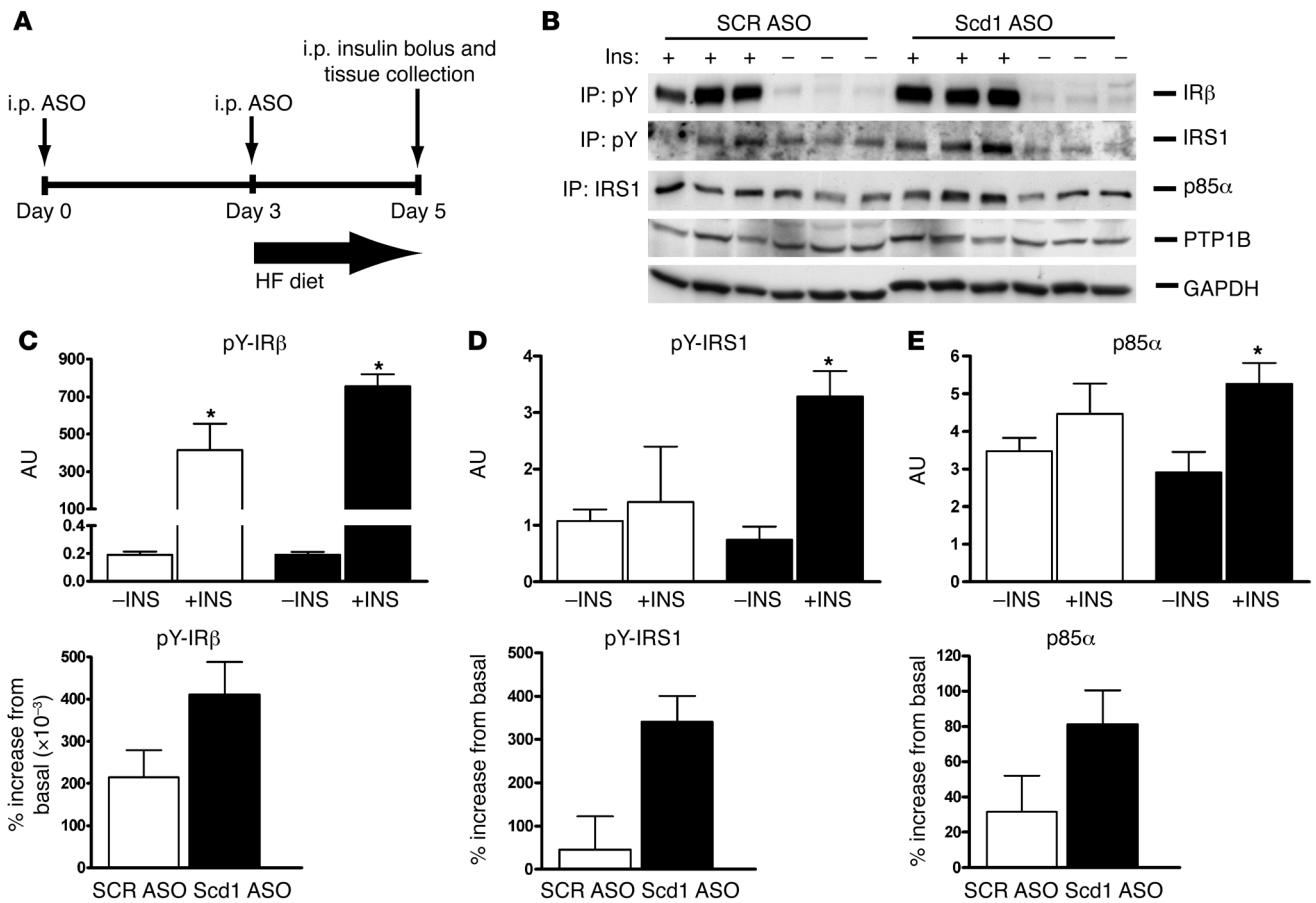 A
i.p. insulin bolus and
tissue collection
i.p. ASO
i.p. ASO
Day 0
Day 3
Day 5
HF diet
B
SCR ASO
Scd1 ASO
Ins: + + + – – – + + + – – –
IP: pY
IRβ
IP: pY
IRS1
IP: IRS1
p85α
PTP1B
GAPDH
C
pY-IRβ
AU
900
700
500
300
100
0.4
0.2
0.0
*
*
–INS +INS –INS +INS
pY-IRβ
% increase from
basal (×10⁻³)
500
400
300
200
100
0
SCR ASO Scd1 ASO
D
pY-IRS1
AU
4
3
2
1
0
*
–INS +INS –INS +INS
pY-IRS1
% increase from basal
500
400
300
200
100
0
SCR ASO Scd1 ASO
E
p85α
AU
6
5
4
3
2
1
0
*
–INS +INS –INS +INS
p85α
% increase from basal
120
100
80
60
40
20
0
SCR ASO Scd1 ASO